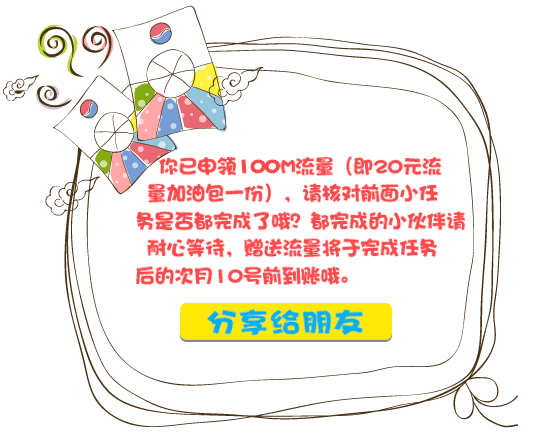 你已申领100M流量（即20元流
量加油包一份），请核对前面小任
务是否都完成了哦？都完成的小伙伴请
耐心等待，赠送流量将于完成任务
后的次月10号前到账哦。
分享给朋友